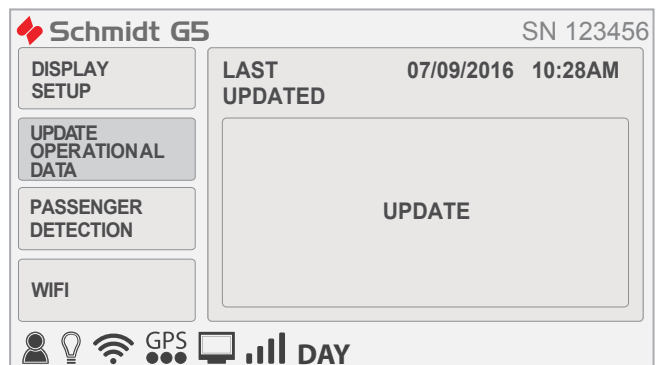 Schmidt G5
SN 123456
DISPLAY
SETUP
UPDATE
OPERATIONAL
DATA
PASSENGER
DETECTION
WIFI
LAST
UPDATED
07/09/2016 10:28AM
UPDATE
GPS
DAY